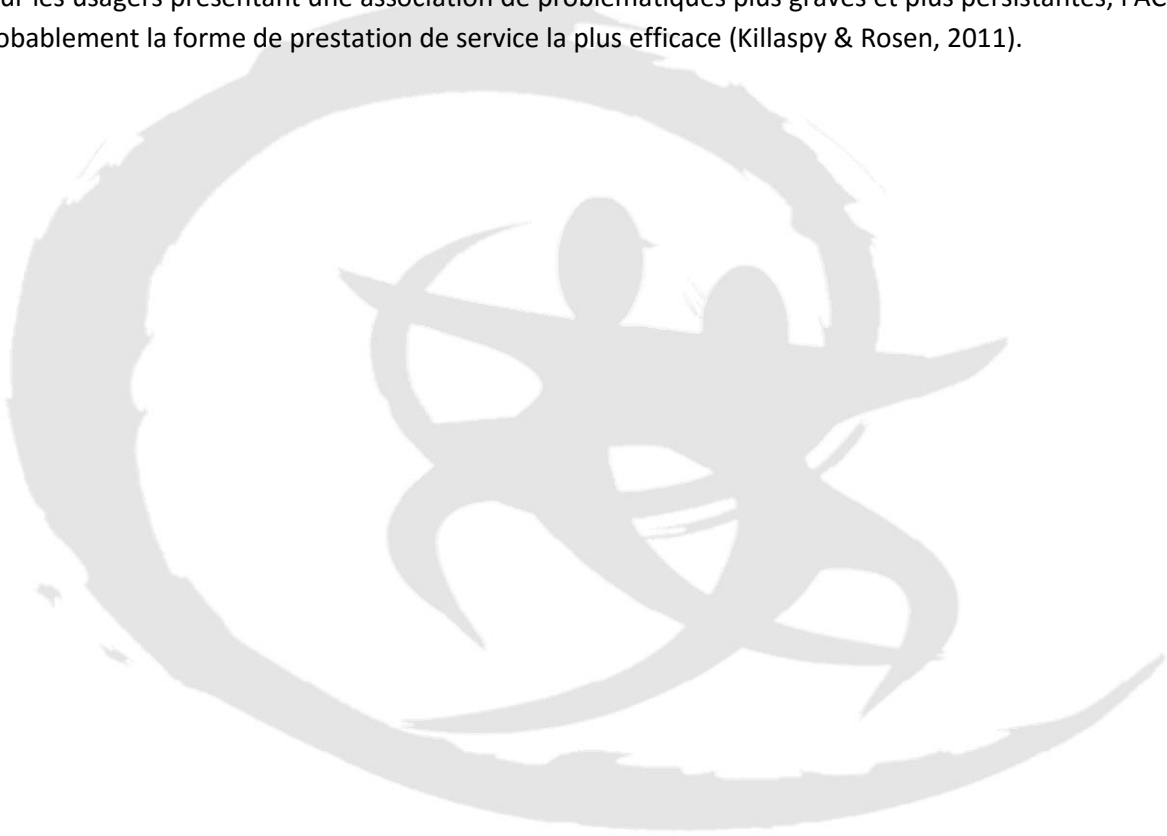 ur les usagers présentant une association de problématiques plus graves et plus persistantes, l'AC
obablement la forme de prestation de service la plus efficace (Killaspy & Rosen, 2011).